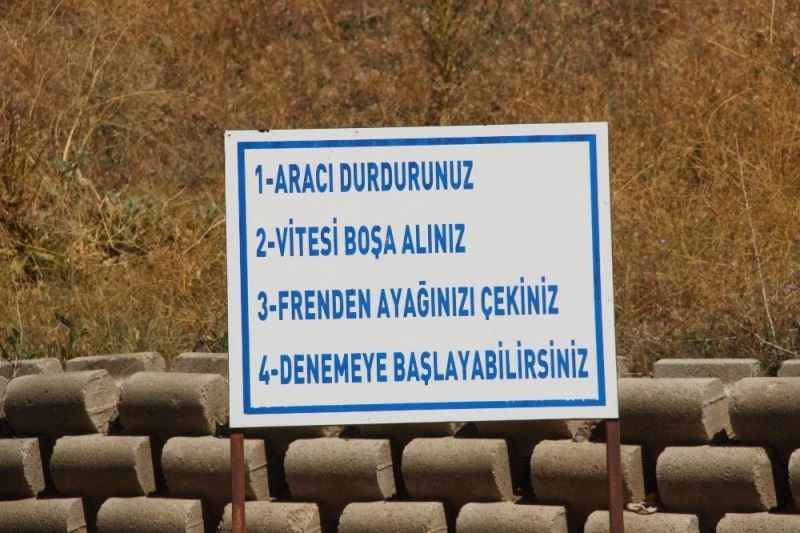 1-ARACI DURDURUNUZ
2-VİTESİ BOŞA ALINIZ
3-FRENDEN AYAĞINIZI ÇEKİNİZ
4-DENEMEYE BAŞLAYABİLİRSİNİZ